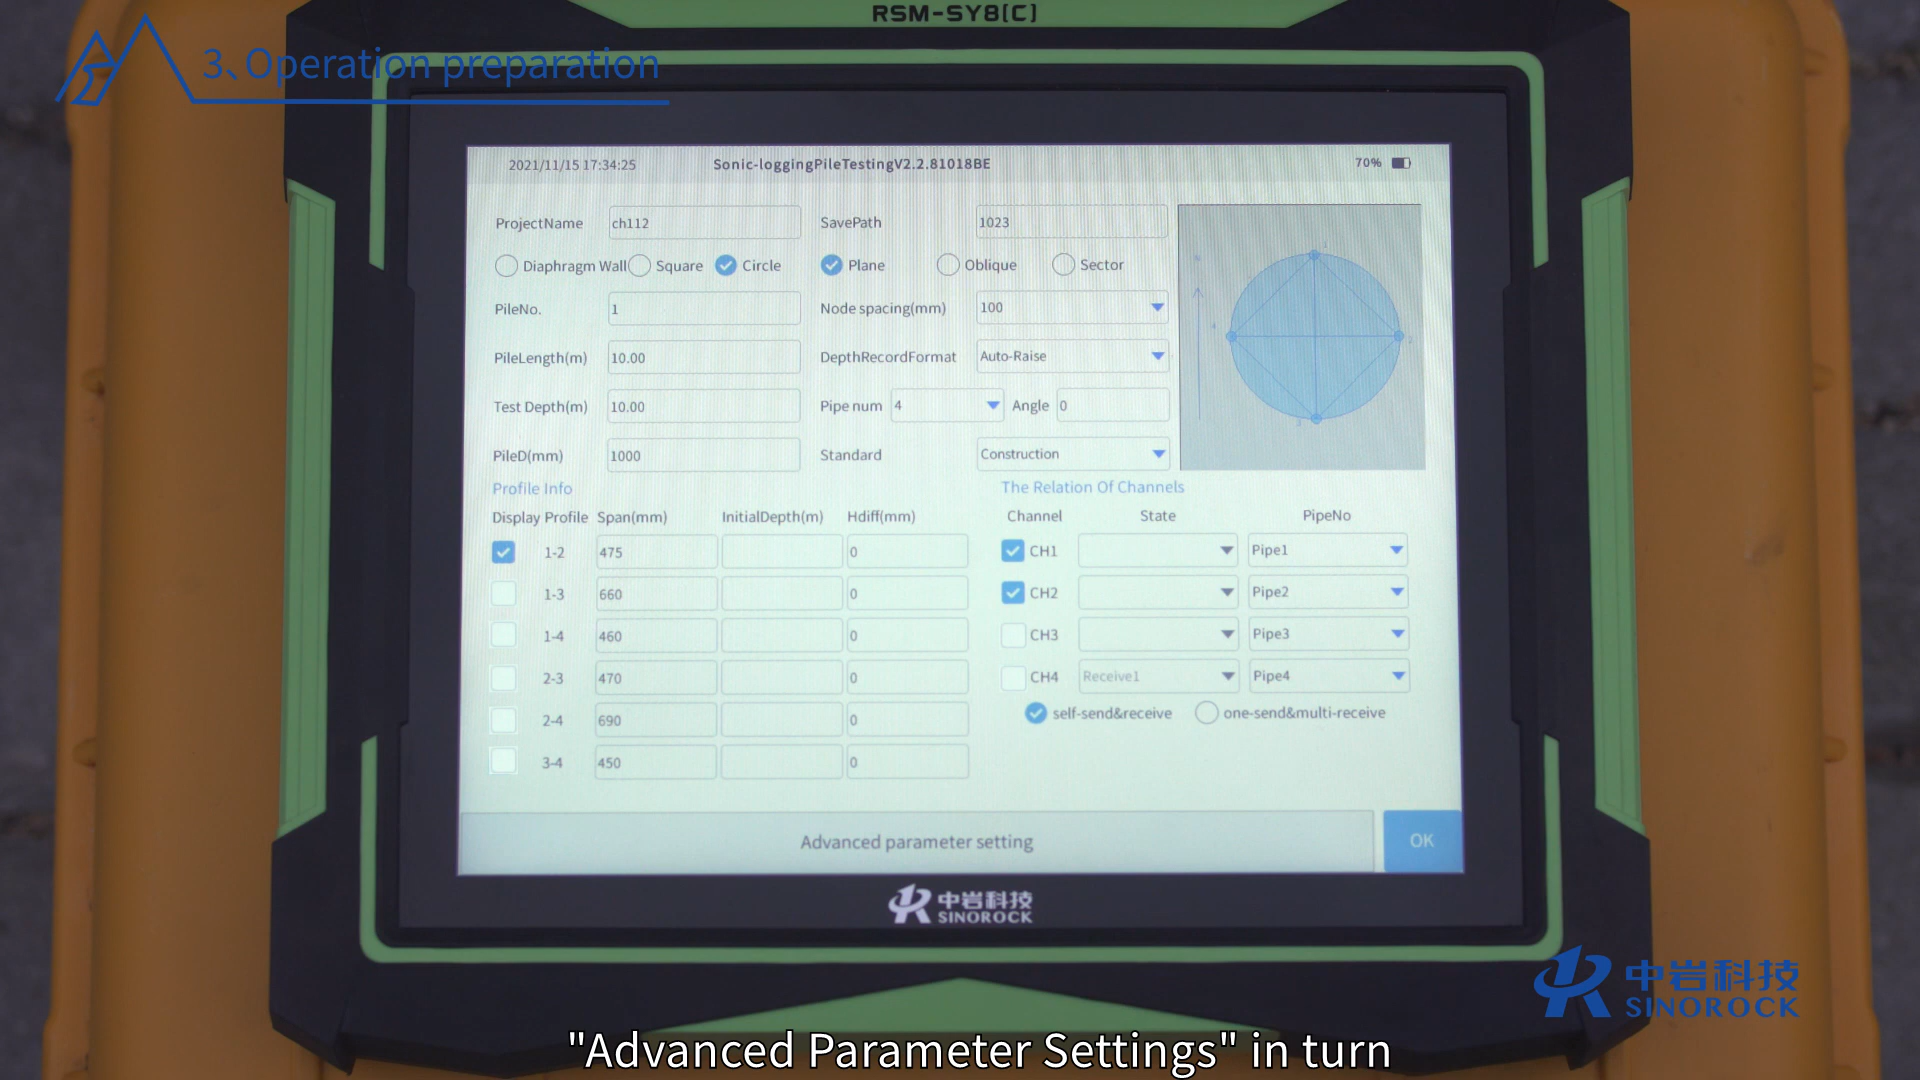 RSM-SY8[C]
3、Operation preparation
2021/11/15 17:34:25 Sonic-loggingPileTestingV2.2.81018BE 70%
ProjectName ch112 SavePath 1023
Diaphragm Wall Square Circle Plane Oblique Sector
PileNo. 1 Node spacing(mm) 100
PileLength(m) 10.00 DepthRecordFormat Auto-Raise
Test Depth(m) 10.00 Pipe num 4 Angle 0
PileD(mm) 1000 Standard Construction
Profile Info The Relation Of Channels
Display Profile Span(mm) InitialDepth(m) Hdiff(mm) Channel State PipeNo
1-2 475 0 CH1 Pipe1
1-3 660 0 CH2 Pipe2
1-4 460 0 CH3 Pipe3
2-3 470 0 CH4 Receive1 Pipe4
self-send&receive one-send&multi-receive
2-4 690 0
3-4 450 0
Advanced parameter setting OK
中岩科技
SINOROCK
中岩科技
SINOROCK
"Advanced Parameter Settings" in turn